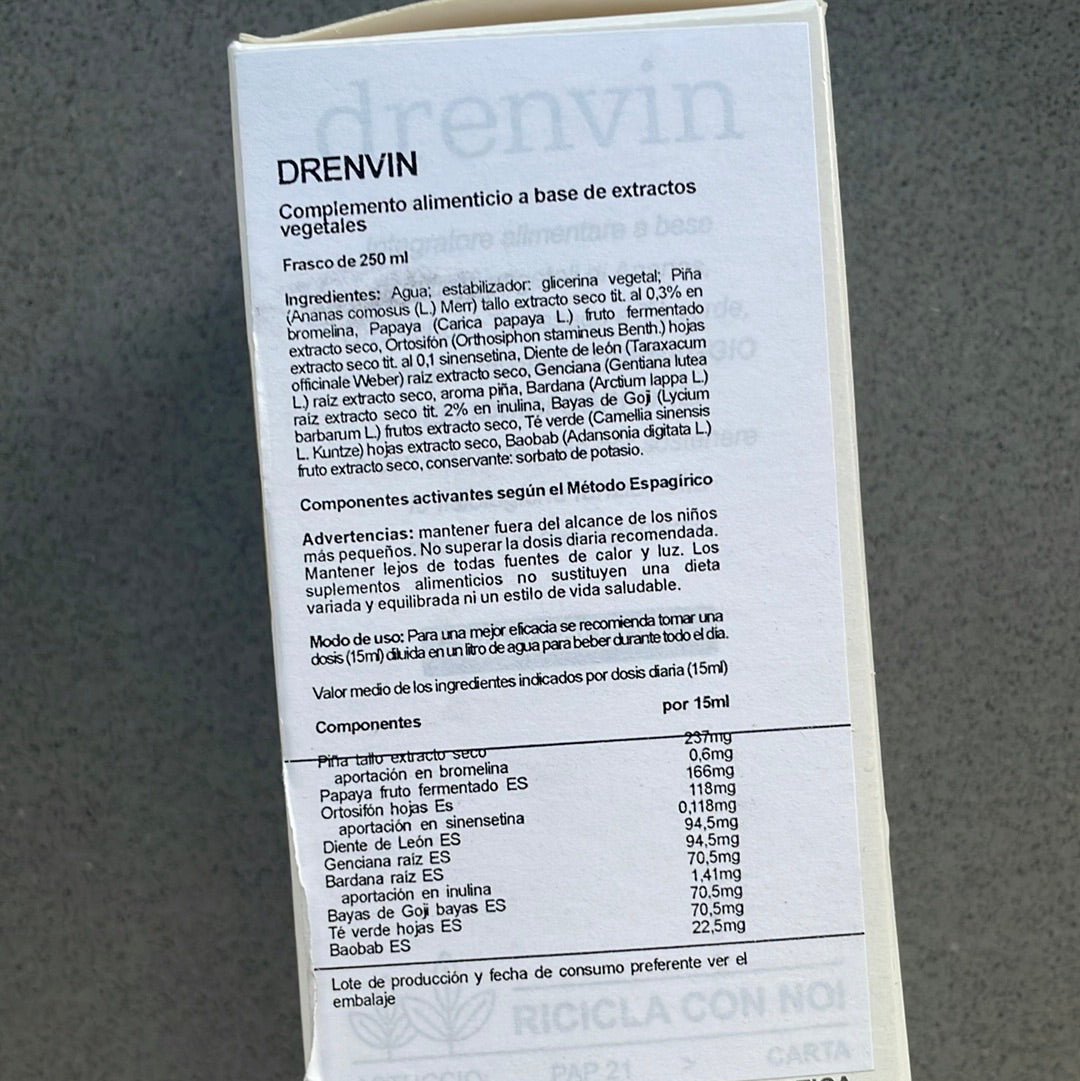 drenvin
DRENVIN
Complemento alimenticio a base de extractos
vegetales
Integratore alimentare a base
Frasco de 250 ml
Ingredientes: Agua; estabilizador: glicerina vegetal; Piña
(Ananas comosus (L.) Merr) tallo extracto seco tit. al 0,3% en
bromelina, Papaya (Carica papaya L.) fruto fermentado
extracto seco, Ortosifón (Orthosiphon stamineus Benth.) hojas
extracto seco tit. al 0,1 sinensetina, Diente de león (Taraxacum
officinale Weber) raiz extracto seco, Genciana (Gentiana lutea
L.) raíz extracto seco, aroma piña, Bardana (Arctium lappa L.)
raíz extracto seco tit. 2% en inulina, Bayas de Goji (Lycium
barbarum L.) frutos extracto seco, Té verde (Camellia sinensis
L. Kuntze) hojas extracto seco, Baobab (Adansonia digitata L.)
fruto extracto seco, conservante: sorbato de potasio.
Componentes activantes según el Método Espagírico
Advertencias: mantener fuera del alcance de los niños
más pequeños. No superar la dosis diaria recomendada.
Mantener lejos de todas fuentes de calor y luz. Los
suplementos alimenticios no sustituyen una dieta
variada y equilibrada ni un estilo de vida saludable.
Modo de uso: Para una mejor eficacia se recomienda tomar una
dosis (15ml) diluida en un litro de agua para beber durante todo el día.
Valor medio de los ingredientes indicados por dosis diaria (15ml)
Componentes por 15ml
Piña tallo extracto seco 237mg
aportación en bromelina 0,6mg
Papaya fruto fermentado ES 166mg
Ortosifón hojas Es 118mg
aportación en sinensetina 0,118mg
Diente de León ES 94,5mg
Genciana raíz ES 94,5mg
Bardana raíz ES 70,5mg
aportación en inulina 1,41mg
Bayas de Goji bayas ES 70,5mg
Té verde hojas ES 70,5mg
Baobab ES 22,5mg
Lote de producción y fecha de consumo preferente ver el
embalaje
RICICLA CON NOI
PAP 21 > CARTA